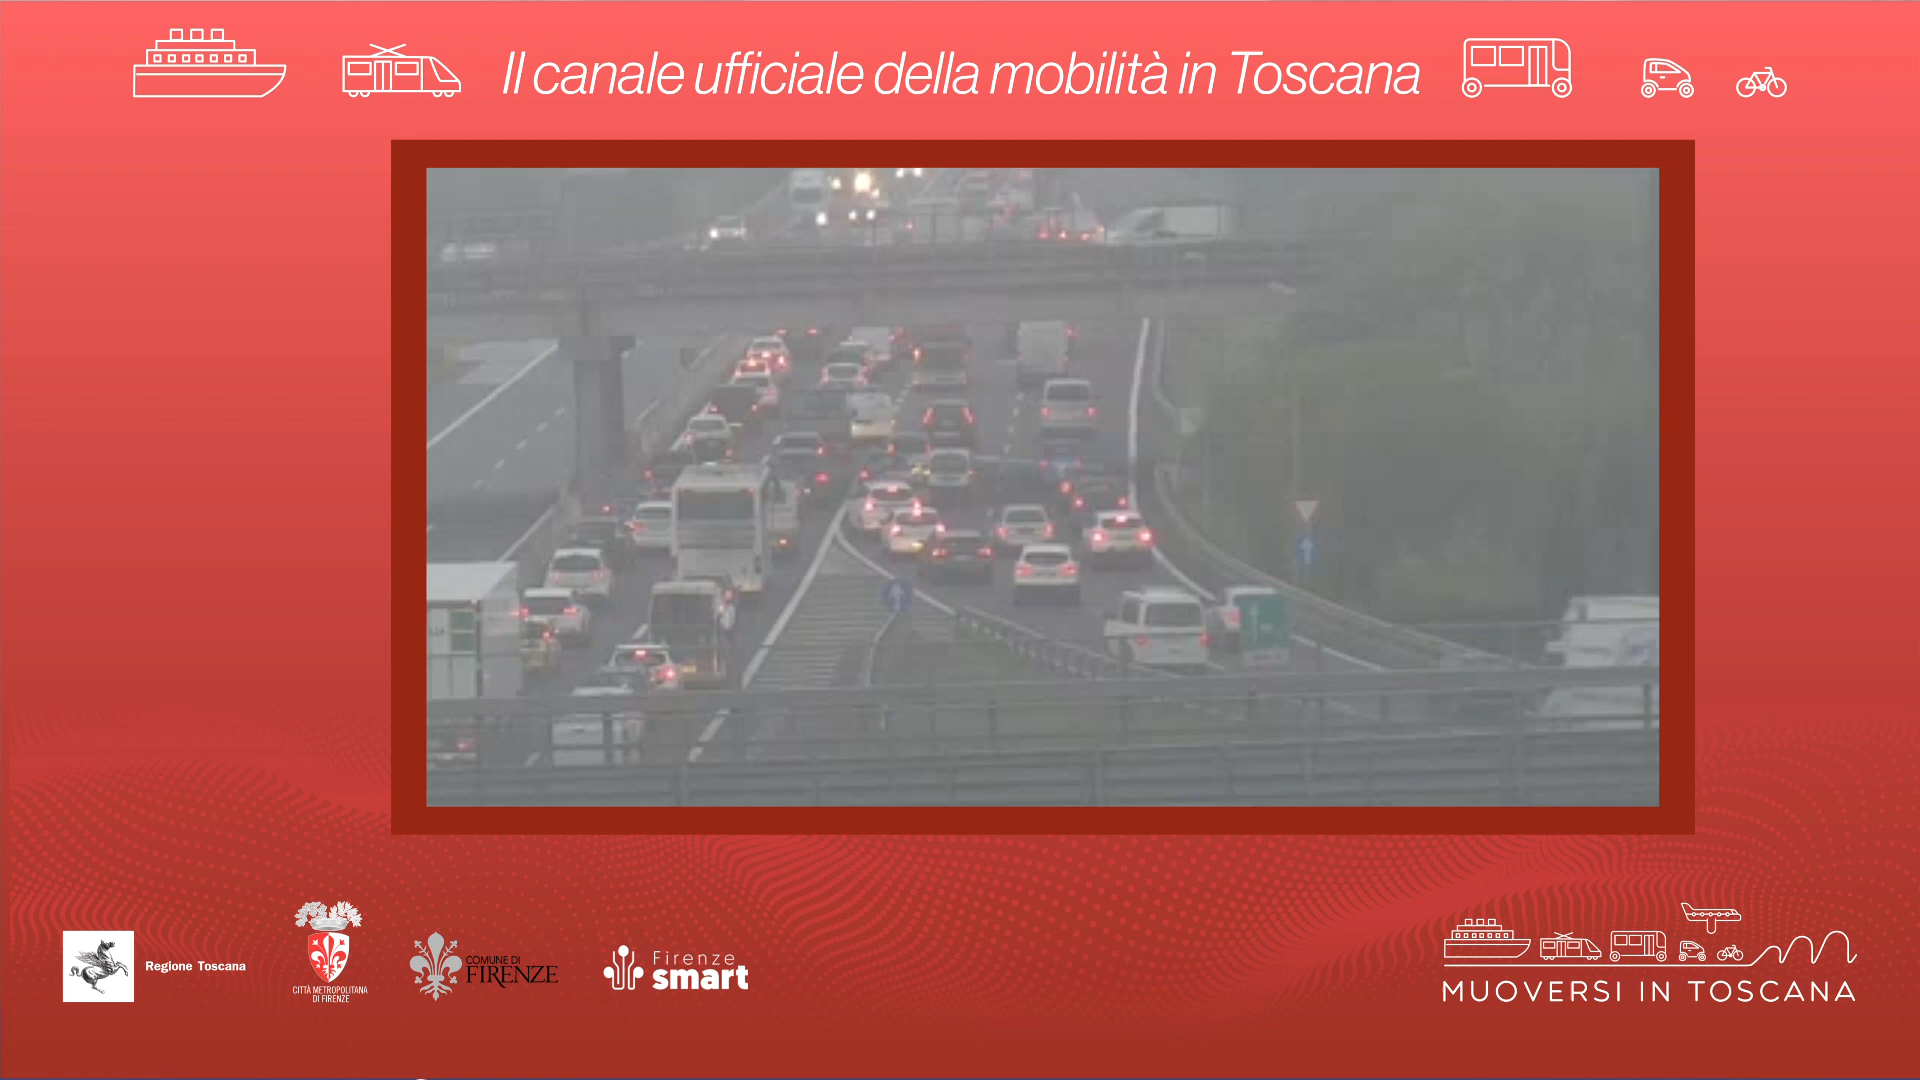 Il canale ufficiale della mobilità in Toscana
Regione Toscana
CITTÀ METROPOLITANA
DI FIRENZE
COMUNE DI
FIRENZE
Firenze
smart
MUOVERSI IN TOSCANA